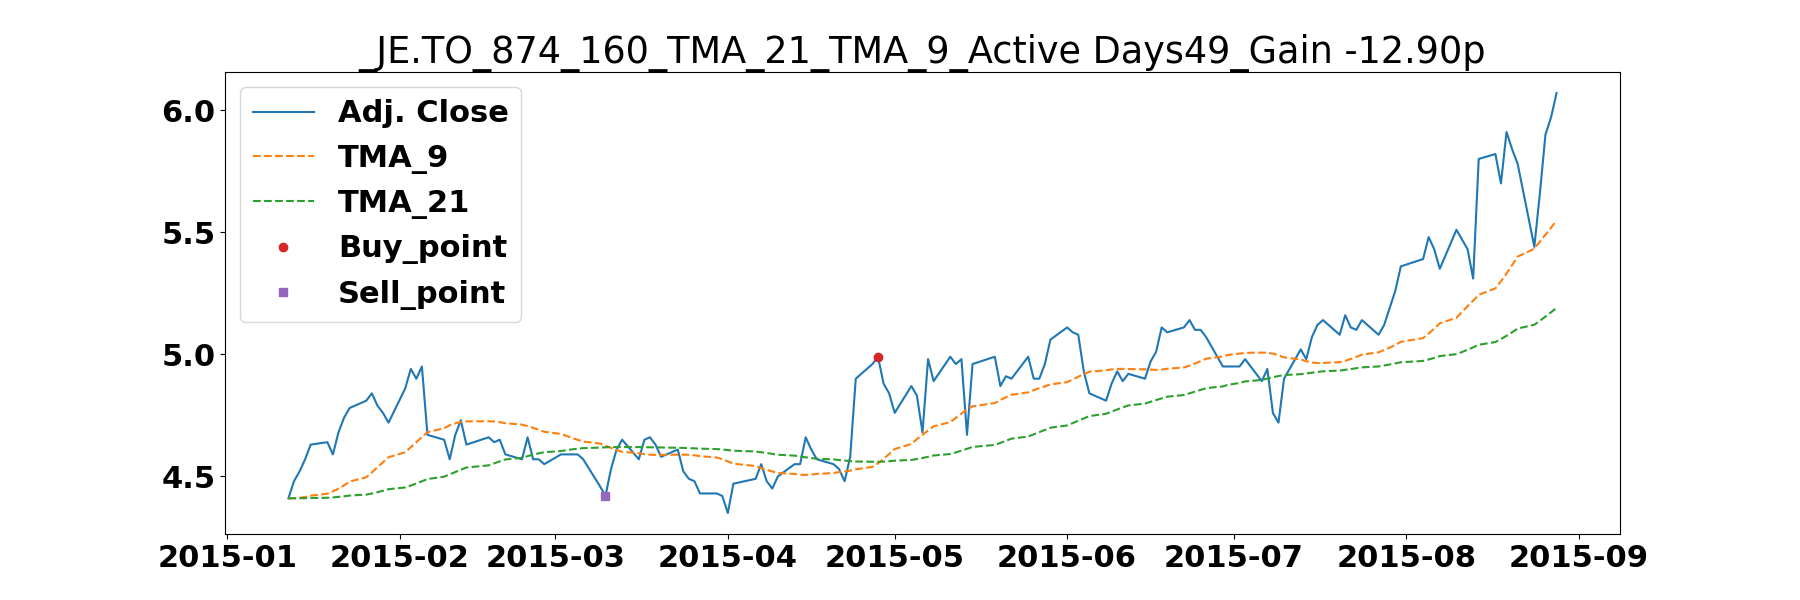 _JE.TO_874_160_TMA_21_TMA_9_Active Days49_Gain -12.90p
6.0
5.5
5.0
4.5
Adj. Close
TMA_9
TMA_21
Buy_point
Sell_point
2015-01 2015-02 2015-03 2015-04 2015-05 2015-06 2015-07 2015-08 2015-09